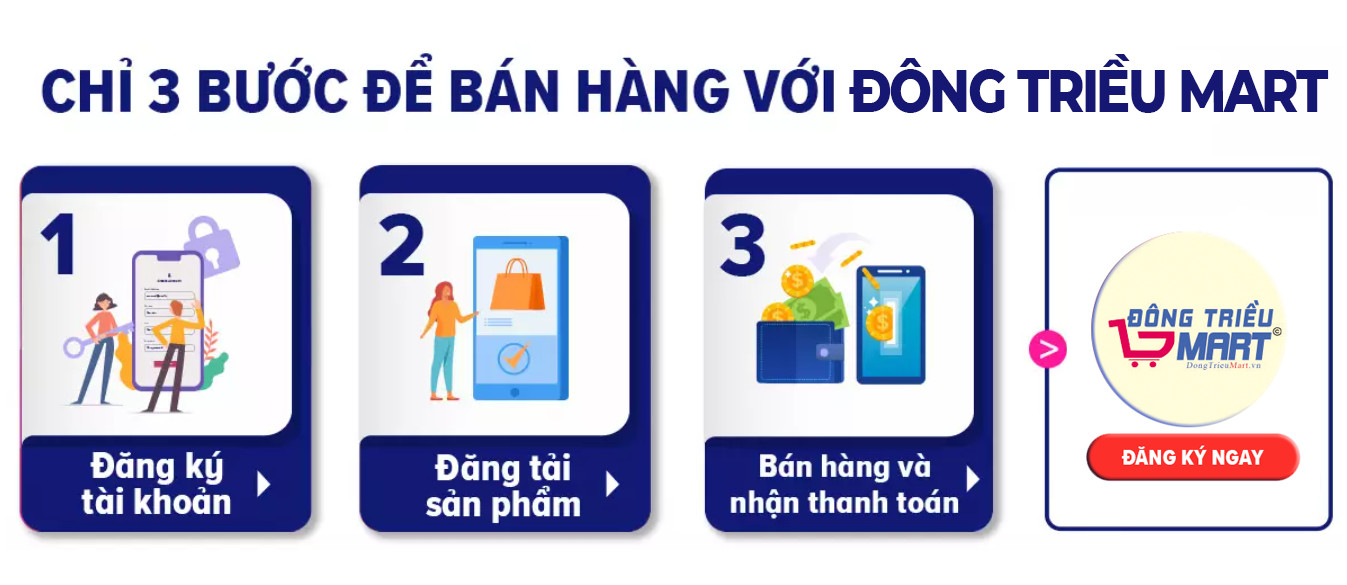 CHỈ 3 BƯỚC ĐỂ BÁN HÀNG VỚI ĐÔNG TRIỀU MART
1
Đăng ký
tài khoản
2
Đăng tải
sản phẩm
3
Bán hàng và
nhận thanh toán
>
ĐÔNG TRIỀU
MART ©
DongTrieuMart.vn
ĐĂNG KÝ NGAY